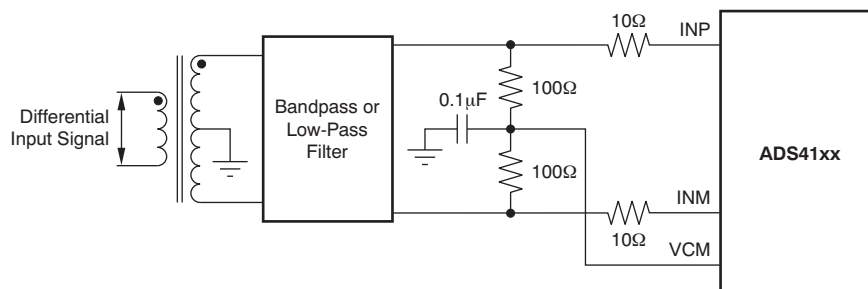 Differential
Input Signal
Bandpass or
Low-Pass
Filter
0.1μF
100Ω
100Ω
10Ω
INP
10Ω
INM
VCM
ADS41xx